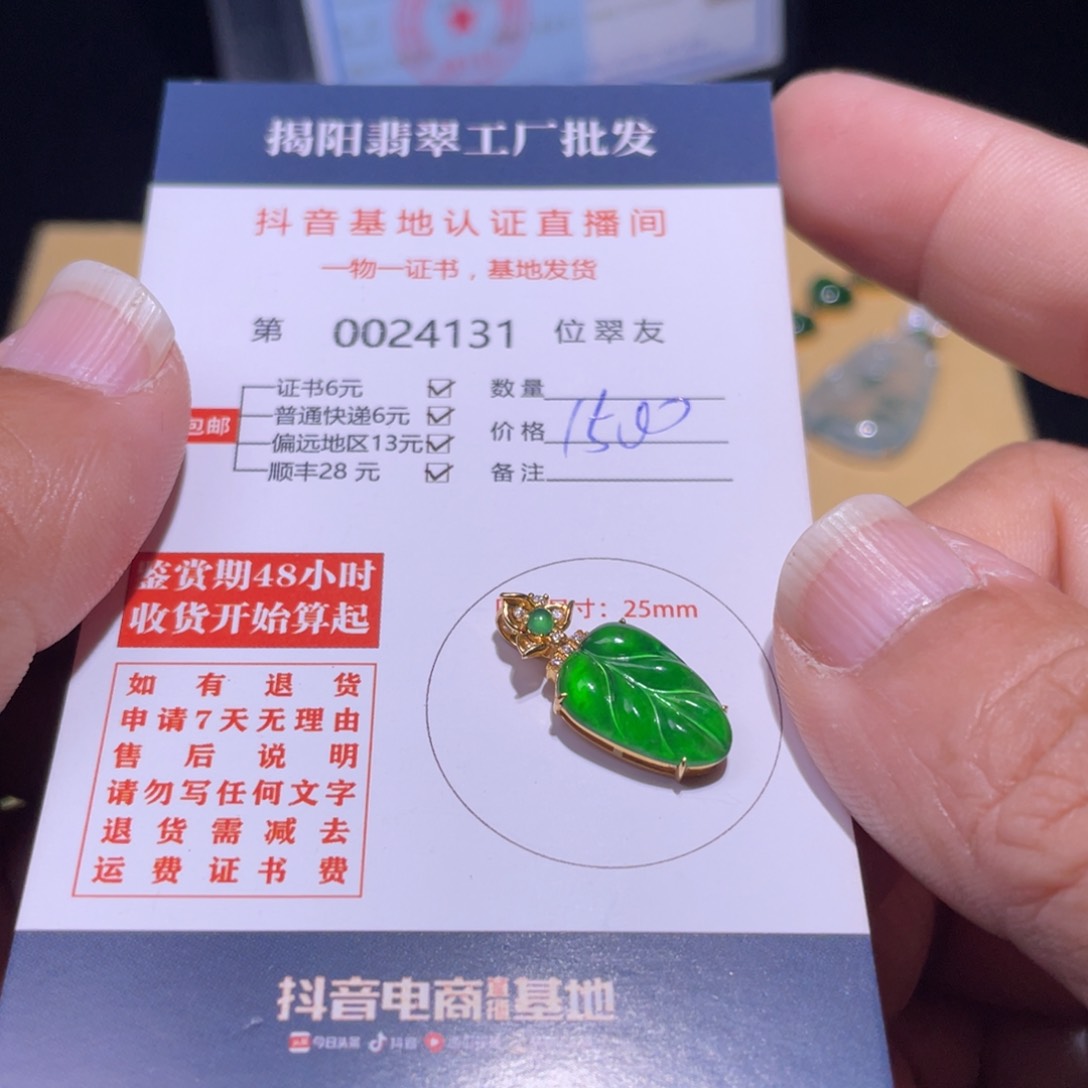 揭阳翡翠工厂批发
抖音基地认证直播间
一物一证书，基地发货
第 0024131 位翠友
包邮
证书6元
普通快递6元
偏远地区13元
顺丰28 元
数量
价格 1500
备注
鉴赏期48小时
收货开始算起
寸：25mm
如有退货
申请7天无理由
售后说明
请勿写任何文字
退货需减去
运费证书费
抖音电商直播基地
今日头条 抖音